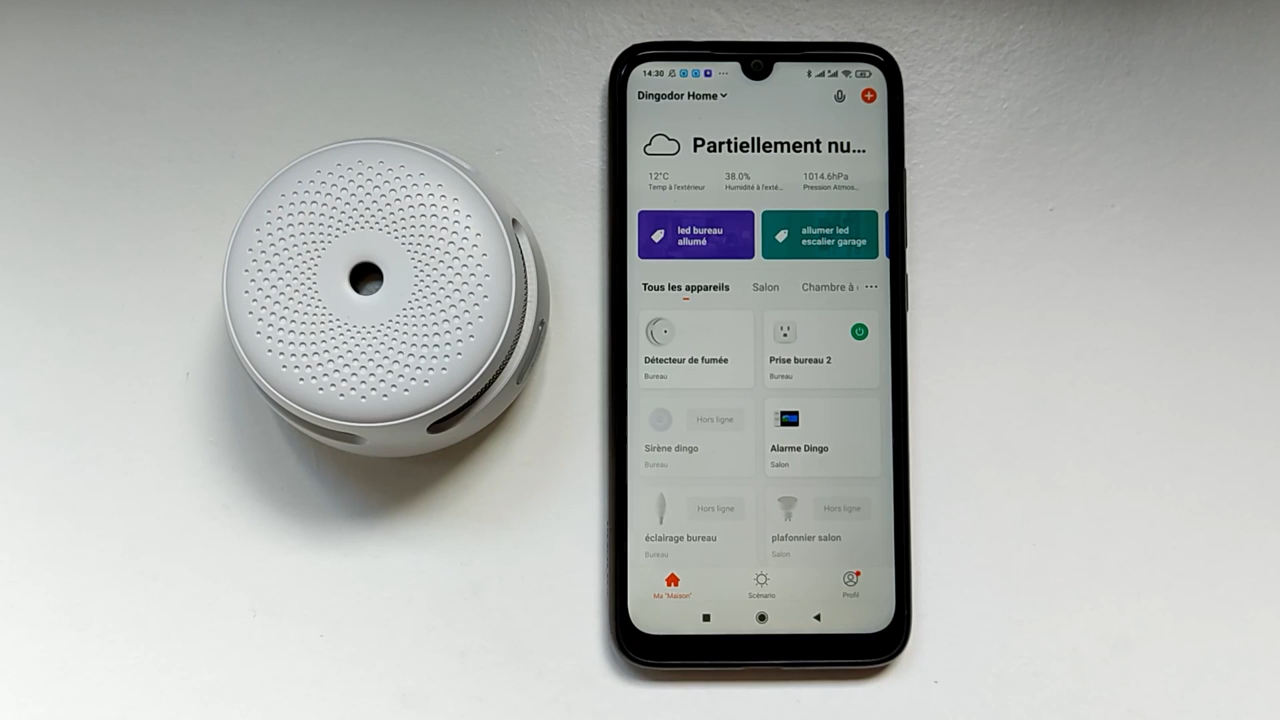 14:30
Dingodor Home
Partiellement nu...
12°C
38.0%
1014.6hPa
Temp à l'extérieur
Humidité à l'exté...
Pression Atmos...
led bureau
allumé
allumer led
escalier garage
Tous les appareils
Salon
Chambre à
Détecteur de fumée
Prise bureau 2
Bureau
Bureau
Hors ligne
Sirène dingo
Alarme Dingo
Bureau
Salon
Hors ligne
Hors ligne
éclairage bureau
plafonnier salon
Bureau
Salon
Ma "Maison"
Scénario
Profil